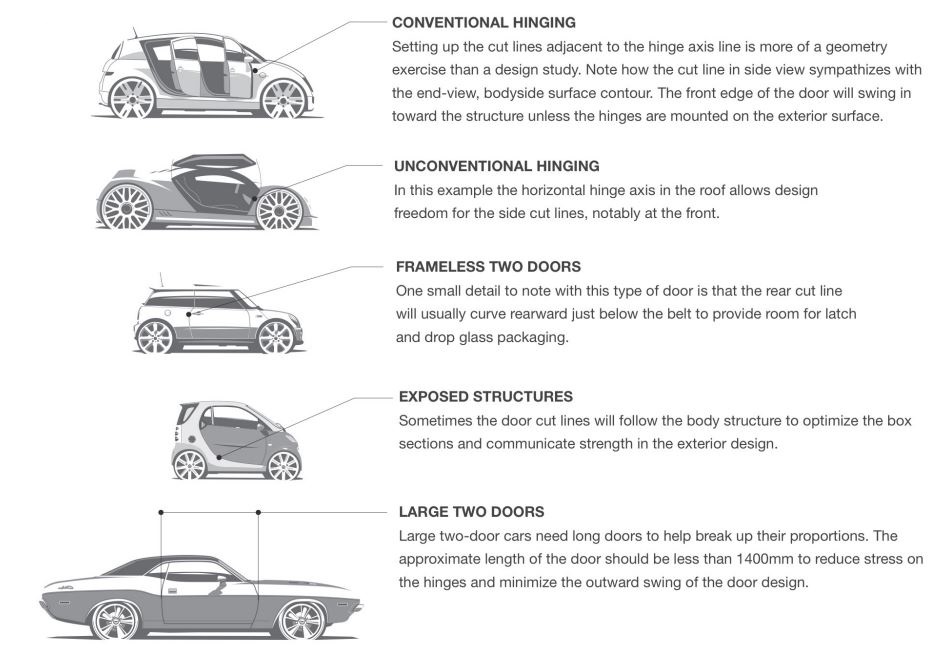 CONVENTIONAL HINGING
Setting up the cut lines adjacent to the hinge axis line is more of a geometry
exercise than a design study. Note how the cut line in side view sympathizes with
the end-view, bodyside surface contour. The front edge of the door will swing in
toward the structure unless the hinges are mounted on the exterior surface.
UNCONVENTIONAL HINGING
In this example the horizontal hinge axis in the roof allows design
freedom for the side cut lines, notably at the front.
FRAMELESS TWO DOORS
One small detail to note with this type of door is that the rear cut line
will usually curve rearward just below the belt to provide room for latch
and drop glass packaging.
EXPOSED STRUCTURES
Sometimes the door cut lines will follow the body structure to optimize the box
sections and communicate strength in the exterior design.
LARGE TWO DOORS
Large two-door cars need long doors to help break up their proportions. The
approximate length of the door should be less than 1400mm to reduce stress on
the hinges and minimize the outward swing of the door design.